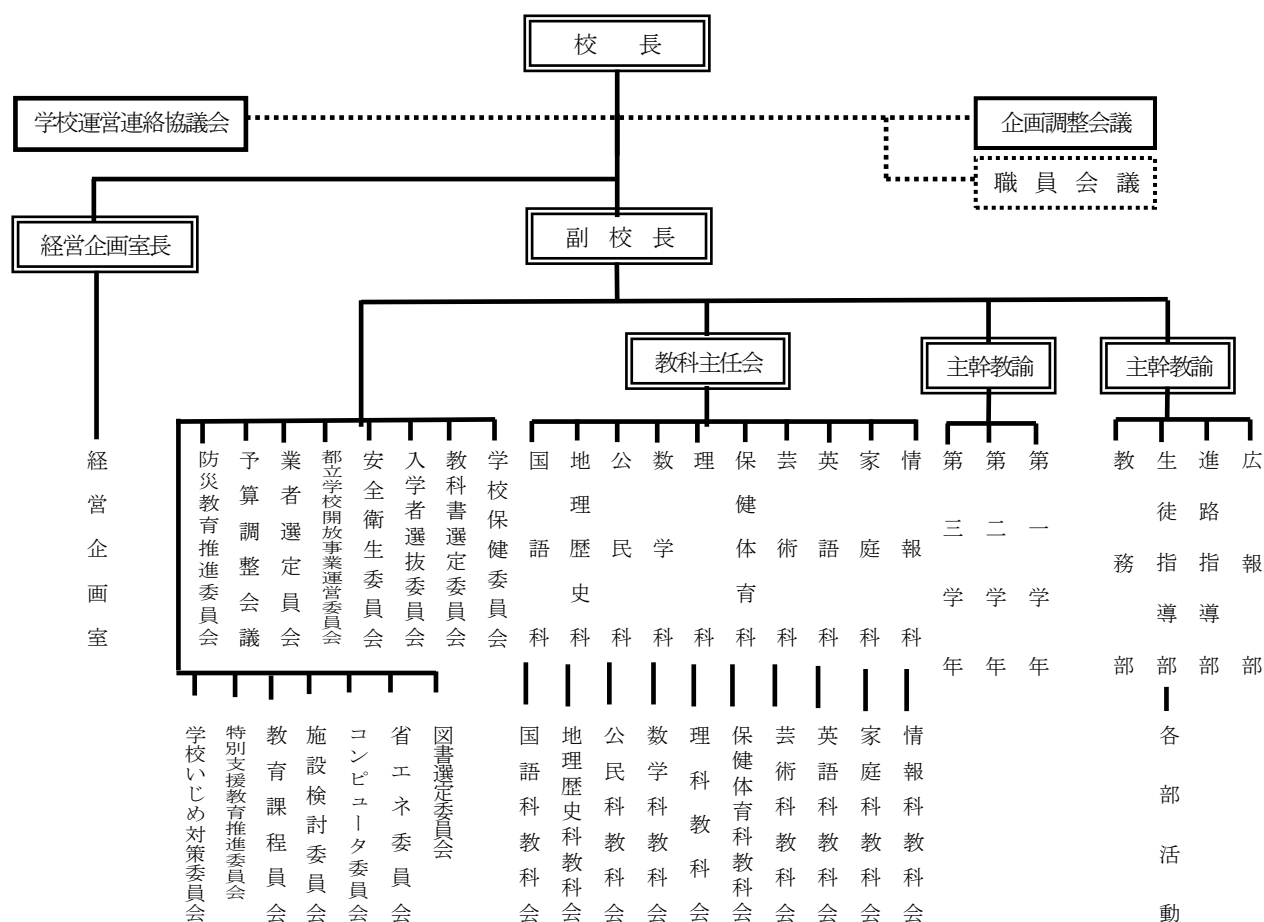 校　長
学校運営連絡協議会
企画調整会議
職員会議
経営企画室長
副校長
教科主任会
主幹教諭
主幹教諭
経営企画室
防災教育推進委員会
予算調整会議
業者選定員会
都立学校開放事業運営委員会
安全衛生委員会
入学者選抜委員会
教科書選定委員会
学校保健委員会
国語科
地理歴史科
公民科
数学科
理科
保健体育科
芸術科
英語科
家庭科
情報科
第三学年
第二学年
第一学年
教務部
生徒指導部
進路指導部
広報部
学校いじめ対策委員会
特別支援教育推進委員会
教育課程員会
施設検討委員会
コンピュータ委員会
省エネ委員会
図書選定委員会
国語科教科会
地理歴史科教科会
公民科教科会
数学科教科会
理科教科会
保健体育科教科会
芸術科教科会
英語科教科会
家庭科教科会
情報科教科会
各部活動